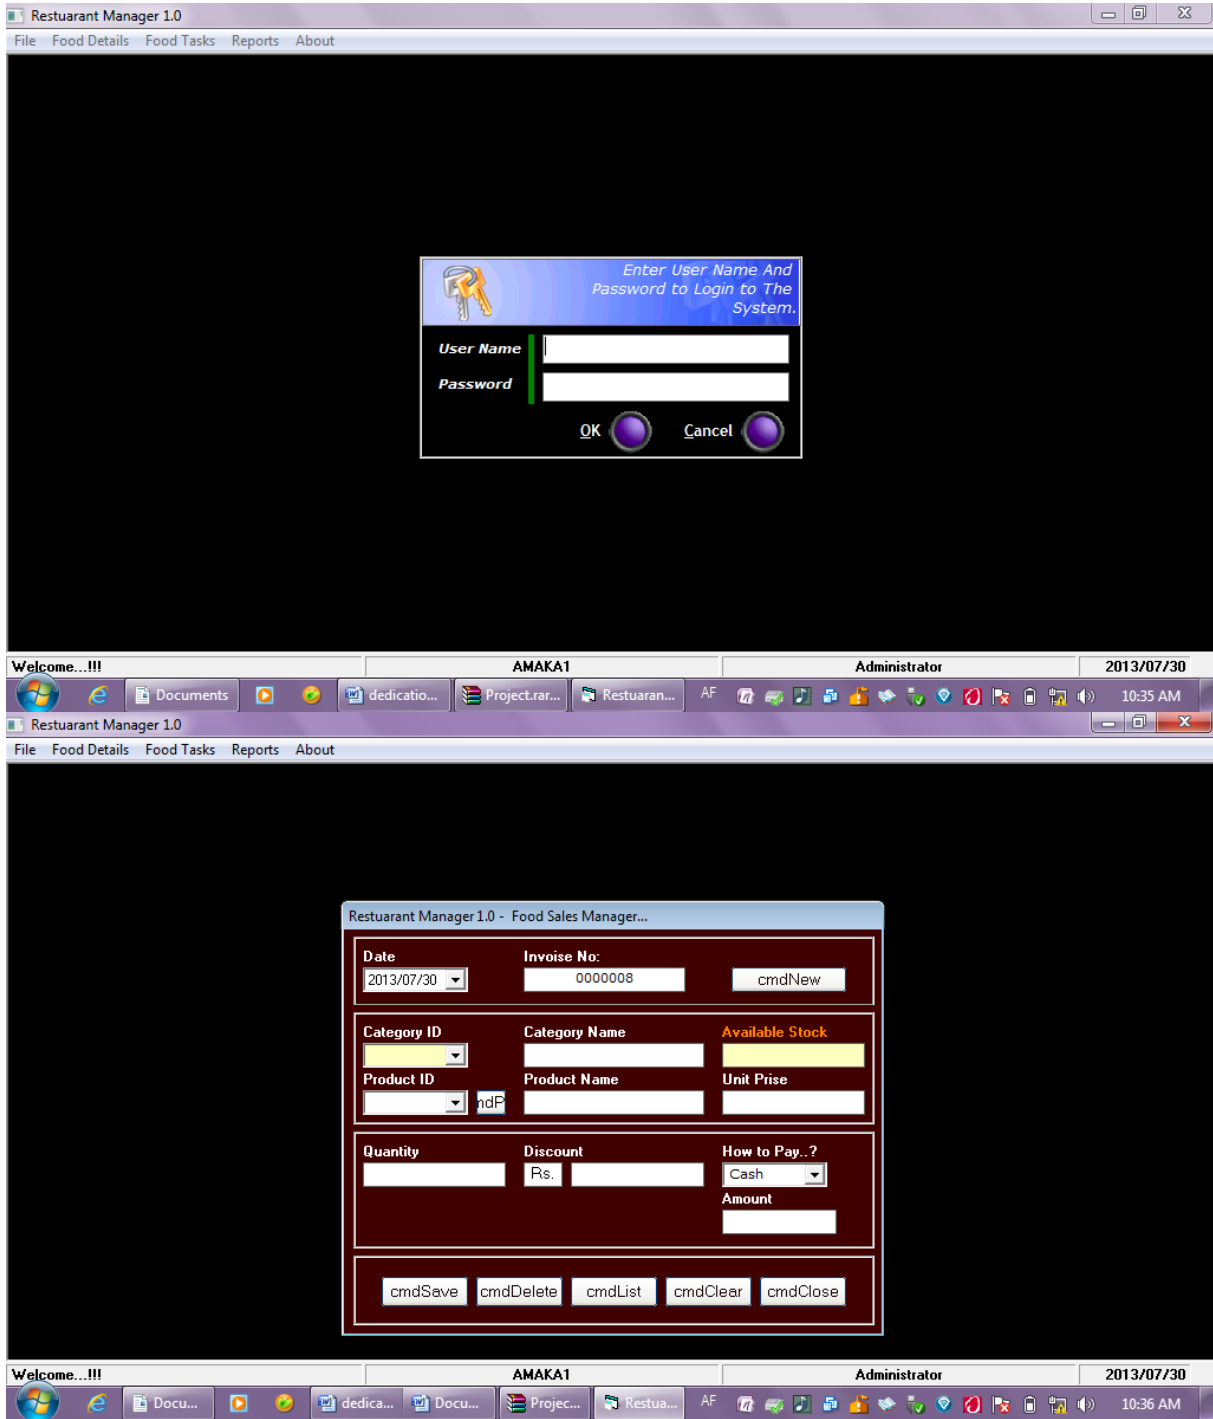 Restuarant Manager 1.0
File Food Details Food Tasks Reports About
Enter User Name And
Password to Login to The
System.
User Name
Password
OK Cancel
Welcome...!!! AMAKA1 Administrator 2013/07/30
Documents dedicatio... Project.rar... Restuaran... AF 10:35 AM
Restuarant Manager 1.0
File Food Details Food Tasks Reports About
Restuarant Manager 1.0 - Food Sales Manager...
Date Invoise No:
2013/07/30 0000008 cmdNew
Category ID Category Name Available Stock
Product ID Product Name Unit Prise
ndP
Quantity Discount How to Pay..?
Rs. Cash
Amount
cmdSave cmdDelete cmdList cmdClear cmdClose
Welcome...!!! AMAKA1 Administrator 2013/07/30
Docu... dedica... Docu... Projec... Restua... AF 10:36 AM